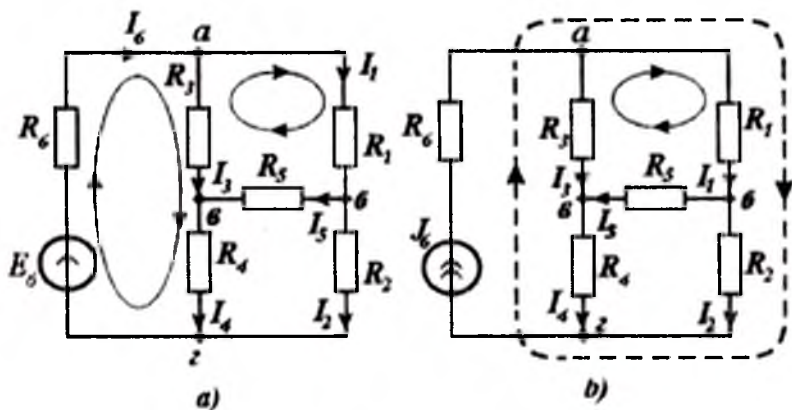 I₆ a I₁
R₃
R₆ R₁
R₅
I₃
в I₅ б
E₆ R₄ R₂
I₄ I₂
г
а)
a
R₆ R₃ R₁
R₅
I₃ I₁
в I₅ б
J₆ R₄ R₂
I₄ I₂
г
b)